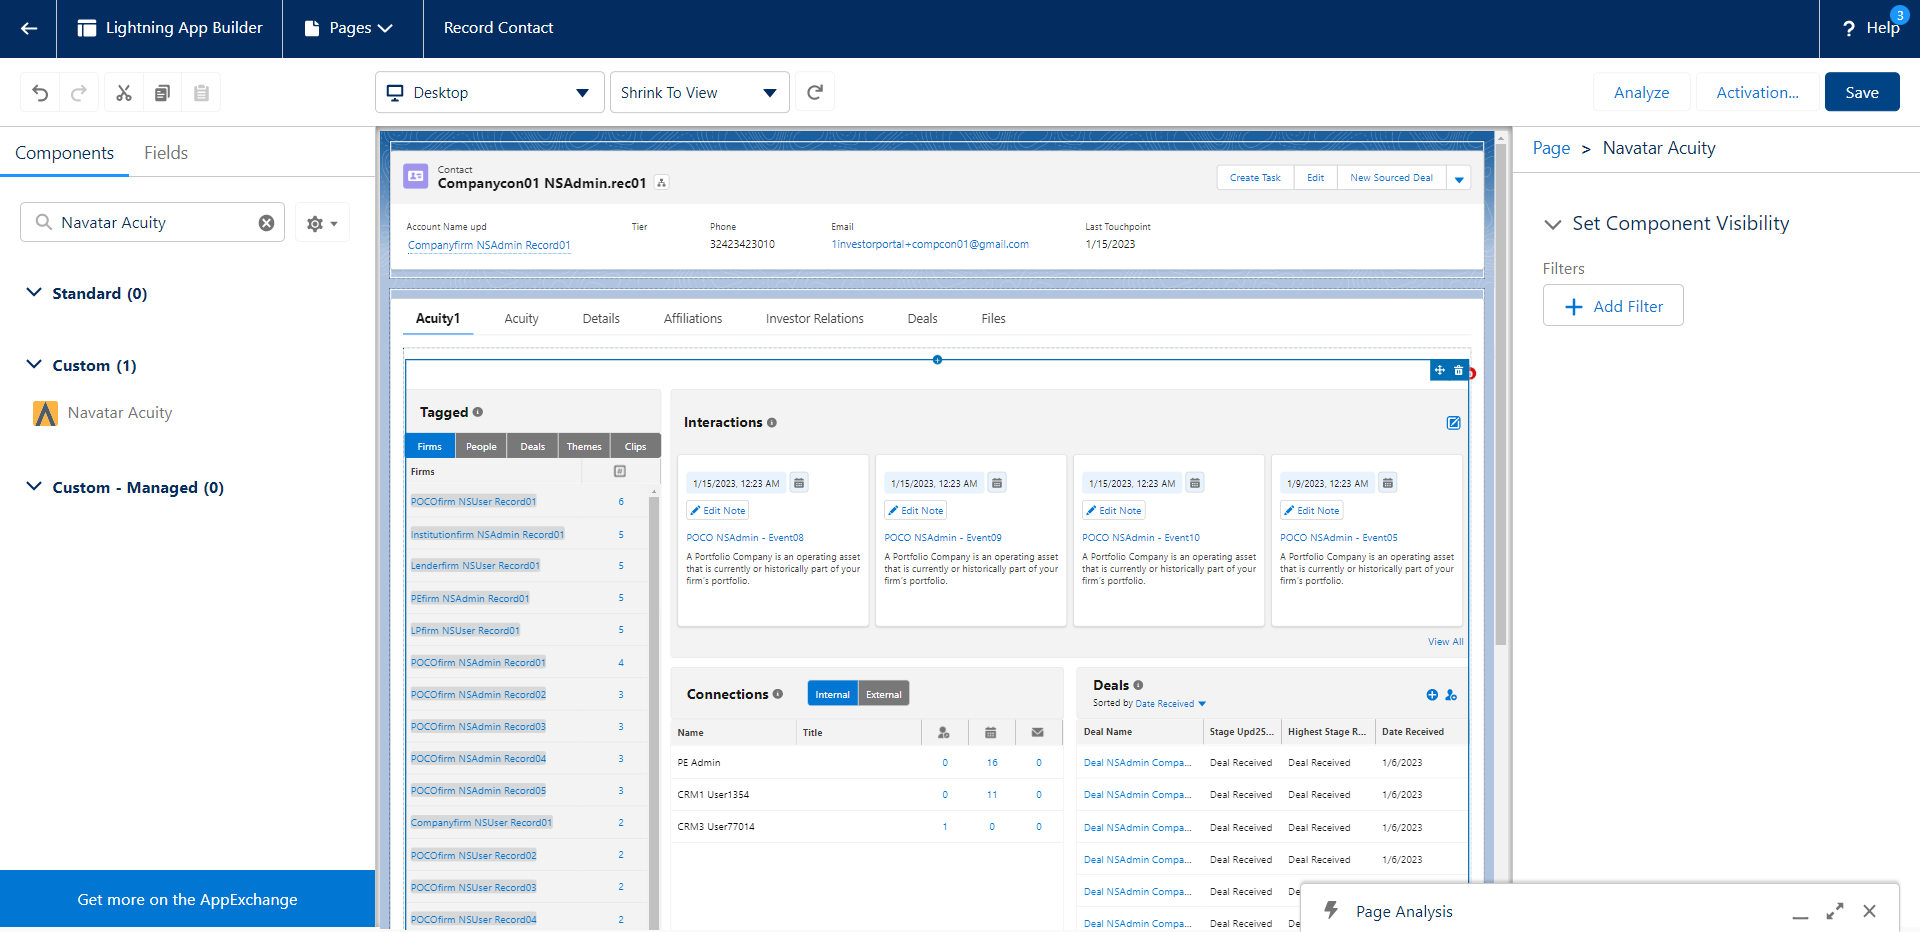 Lightning App Builder
Pages
Record Contact
? Help
3
Desktop
Shrink To View
Analyze
Activation...
Save
Components
Fields
Navatar Acuity
Standard (0)
Custom (1)
Navatar Acuity
Custom - Managed (0)
Get more on the AppExchange
Contact
Companycon01 NSAdmin.rec01
Create Task
Edit
New Sourced Deal
Account Name upd
Tier
Phone
Email
Last Touchpoint
Companyfirm NSAdmin Record01
32423423010
1investorportal+compcon01@gmail.com
1/15/2023
Acuity1
Acuity
Details
Affiliations
Investor Relations
Deals
Files
Tagged
Firms
People
Deals
Themes
Clips
Firms
#
POCOfirm NSUser Record01 6
Institutionfirm NSAdmin Record01 5
Lenderfirm NSUser Record01 5
PEfirm NSAdmin Record01 5
LPfirm NSUser Record01 5
POCOfirm NSAdmin Record01 4
POCOfirm NSAdmin Record02 3
POCOfirm NSAdmin Record03 3
POCOfirm NSAdmin Record04 3
POCOfirm NSAdmin Record05 3
Companyfirm NSUser Record01 2
POCOfirm NSUser Record02 2
POCOfirm NSUser Record03 2
POCOfirm NSUser Record04 2
Interactions
1/15/2023, 12:23 AM
Edit Note
POCO NSAdmin - Event08
A Portfolio Company is an operating asset
that is currently or historically part of your
firm's portfolio.
1/15/2023, 12:23 AM
Edit Note
POCO NSAdmin - Event09
A Portfolio Company is an operating asset
that is currently or historically part of your
firm's portfolio.
1/15/2023, 12:23 AM
Edit Note
POCO NSAdmin - Event10
A Portfolio Company is an operating asset
that is currently or historically part of your
firm's portfolio.
1/9/2023, 12:23 AM
Edit Note
POCO NSAdmin - Event05
A Portfolio Company is an operating asset
that is currently or historically part of your
firm's portfolio.
View All
Connections
Internal
External
Name
Title
PE Admin 0 16 0
CRM1 User1354 0 11 0
CRM3 User77014 1 0 0
Deals
Sorted by Date Received
Deal Name Stage Upd2S... Highest Stage R... Date Received
Deal NSAdmin Compa... Deal Received Deal Received 1/6/2023
Deal NSAdmin Compa... Deal Received Deal Received 1/6/2023
Deal NSAdmin Compa... Deal Received Deal Received 1/6/2023
Deal NSAdmin Compa... Deal Received Deal Received 1/6/2023
Deal NSAdmin Compa... Deal Received
Deal NSAdmin Compa... Deal Received
Page > Navatar Acuity
Set Component Visibility
Filters
Add Filter
Page Analysis